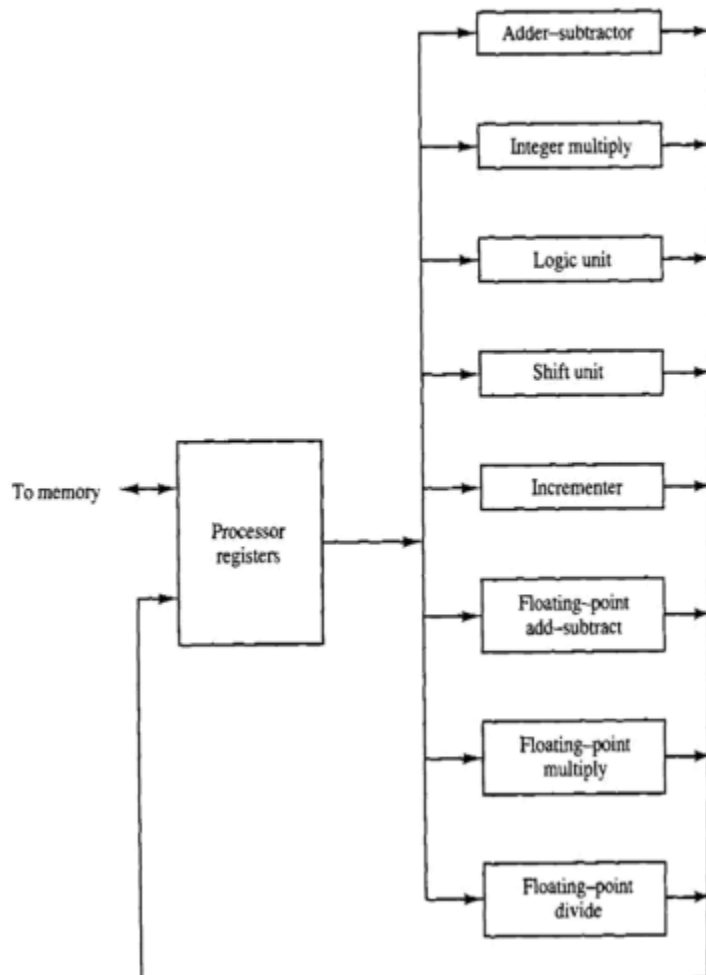 Adder-subtractor
Integer multiply
Logic unit
Shift unit
Incrementer
To memory
Processor
registers
Floating-point
add-subtract
Floating-point
multiply
Floating-point
divide